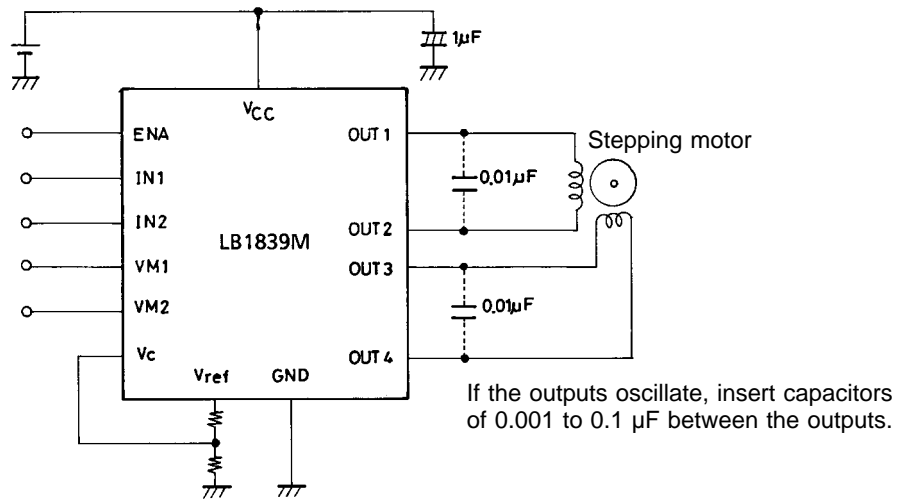 1µF
VCC
ENA
OUT 1
Stepping motor
IN1
0.01µF
IN2
OUT 2
LB1839M
VM1
OUT 3
VM2
0.01µF
Vc
OUT 4
Vref
GND
If the outputs oscillate, insert capacitors
of 0.001 to 0.1 µF between the outputs.